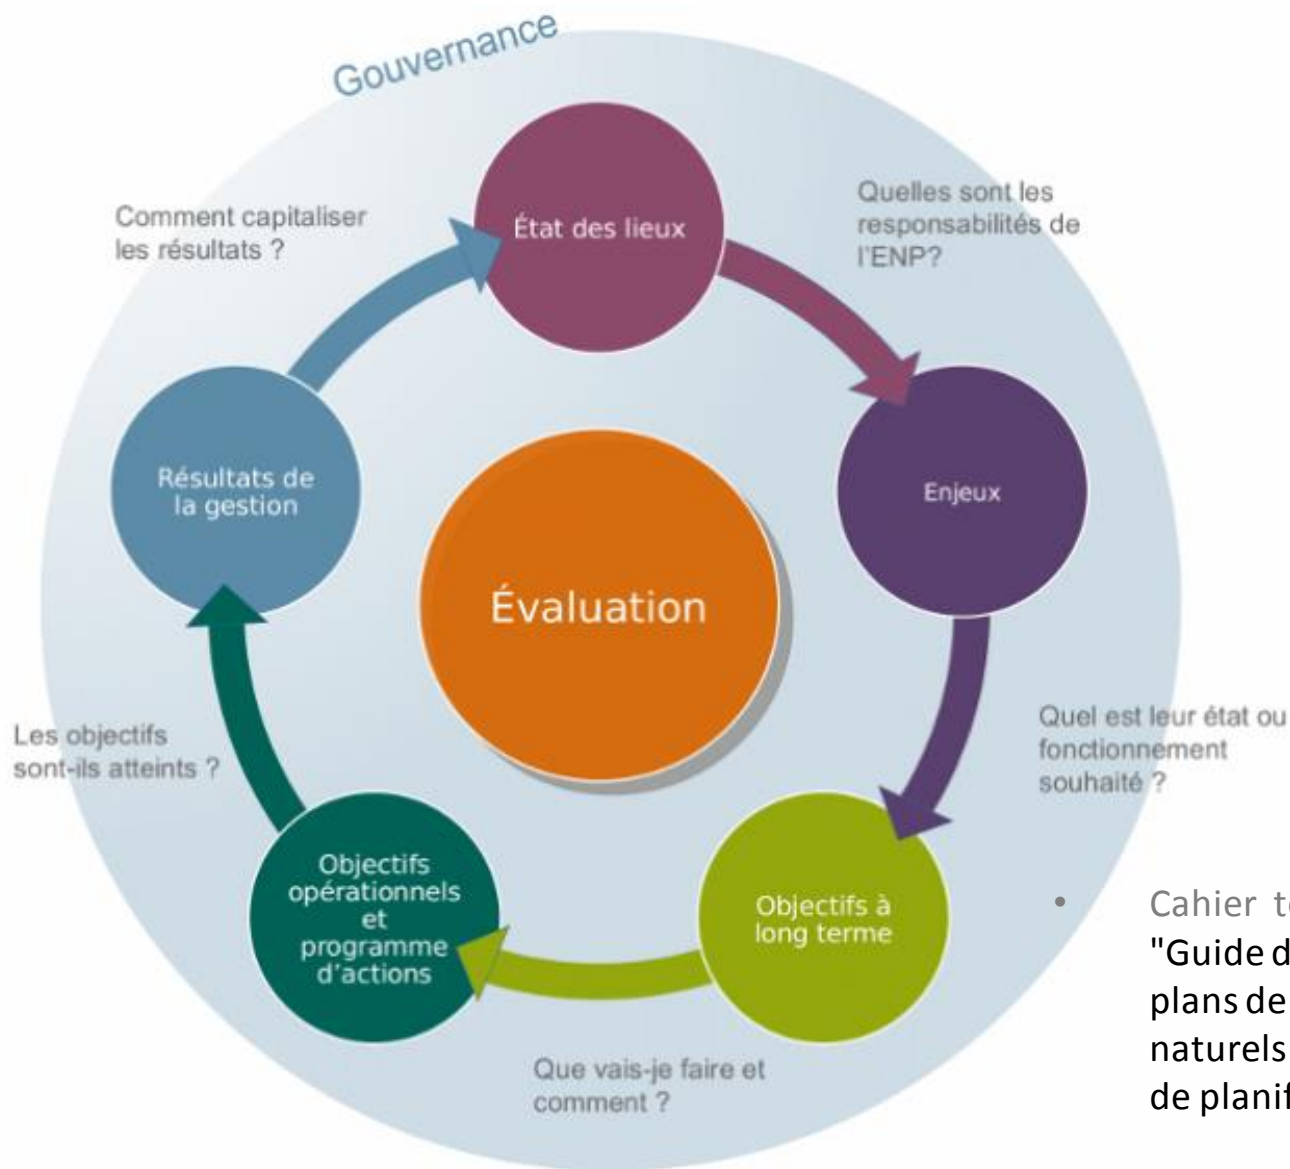 Gouvernance
Comment capitaliser
les résultats ?
État des lieux
Quelles sont les
responsabilités de
l'ENP?
Résultats de
la gestion
Enjeux
Évaluation
Les objectifs
sont-ils atteints ?
Quel est leur état ou
fonctionnement
souhaité ?
Objectifs
opérationnels
et
programme
d'actions
Objectifs à
long terme
Que vais-je faire et
comment ?
• Cahier
"Guide
plans de
naturels
de